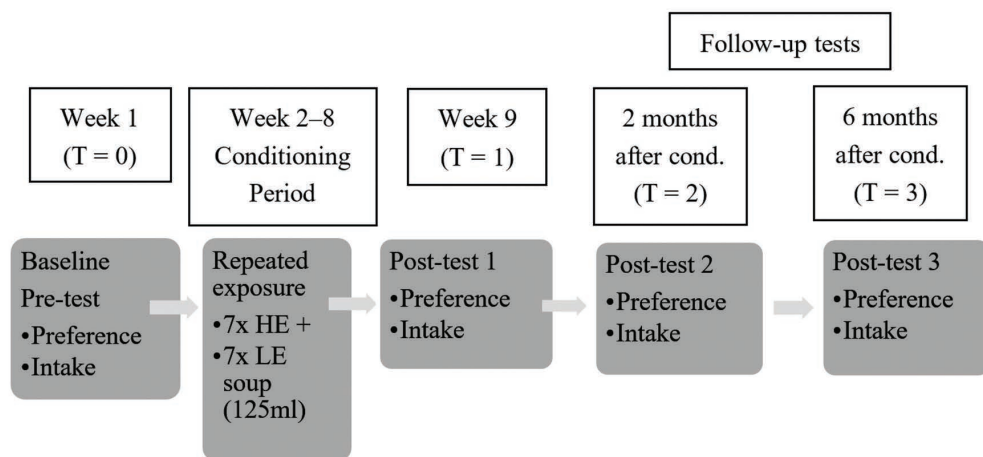 Follow-up tests
Week 1
(T = 0)
Week 2–8
Conditioning
Period
Week 9
(T = 1)
2 months
after cond.
(T = 2)
6 months
after cond.
(T = 3)
Baseline
Pre-test
•Preference
•Intake
Repeated
exposure
•7x HE +
•7x LE
soup
(125ml)
Post-test 1
•Preference
•Intake
Post-test 2
•Preference
•Intake
Post-test 3
•Preference
•Intake